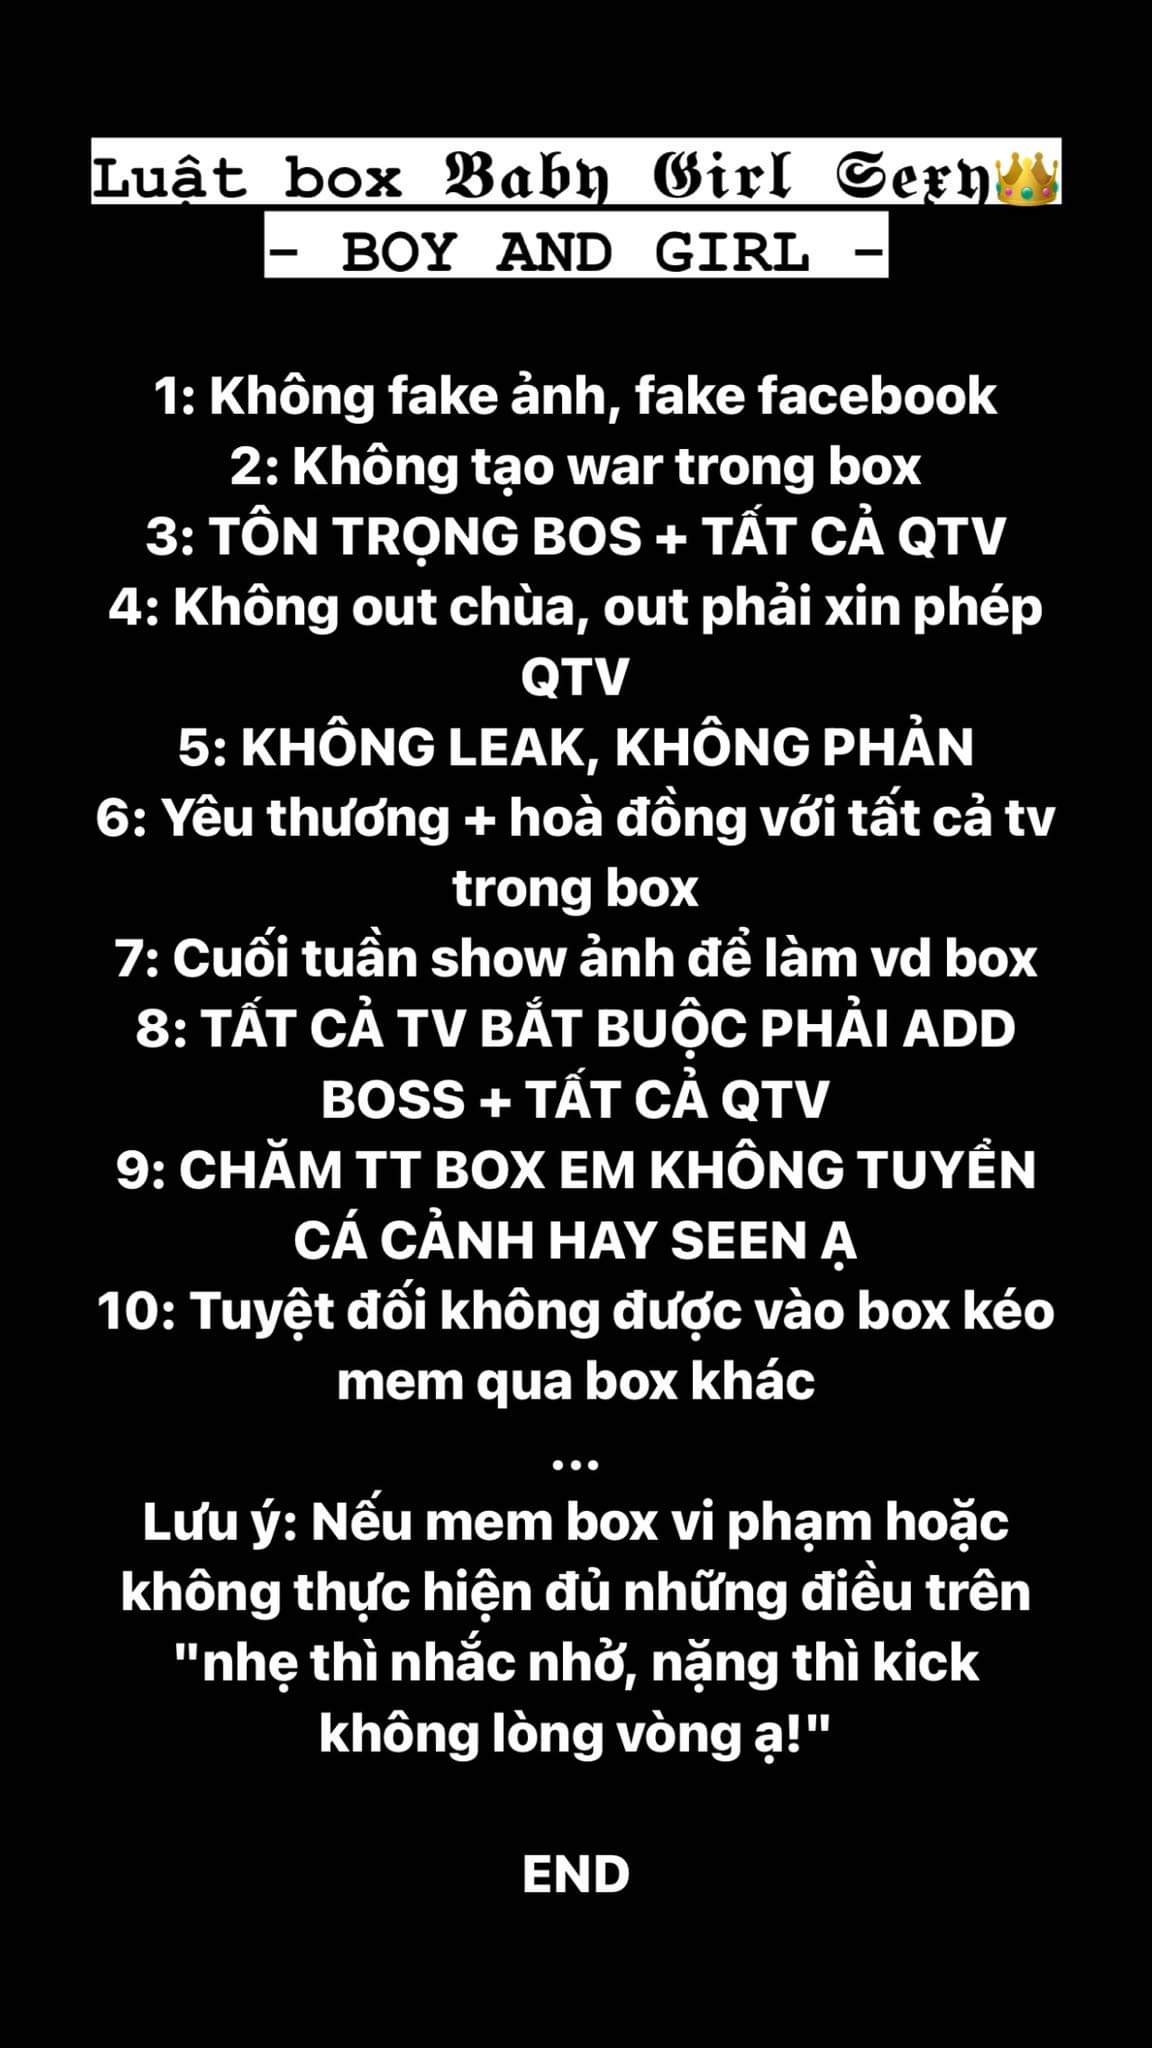 Luật box 𝕭𝖆𝖇𝖞 𝕲𝖎𝖗𝖑 𝕾𝖊𝖝𝖞👑
- BOY AND GIRL -
1: Không fake ảnh, fake facebook
2: Không tạo war trong box
3: TÔN TRỌNG BOS + TẤT CẢ QTV
4: Không out chùa, out phải xin phép
QTV
5: KHÔNG LEAK, KHÔNG PHẢN
6: Yêu thương + hoà đồng với tất cả tv
trong box
7: Cuối tuần show ảnh để làm vd box
8: TẤT CẢ TV BẮT BUỘC PHẢI ADD
BOSS + TẤT CẢ QTV
9: CHĂM TT BOX EM KHÔNG TUYỂN
CÁ CẢNH HAY SEEN Ạ
10: Tuyệt đối không được vào box kéo
mem qua box khác
...
Lưu ý: Nếu mem box vi phạm hoặc
không thực hiện đủ những điều trên
"nhẹ thì nhắc nhở, nặng thì kick
không lòng vòng ạ!"
END